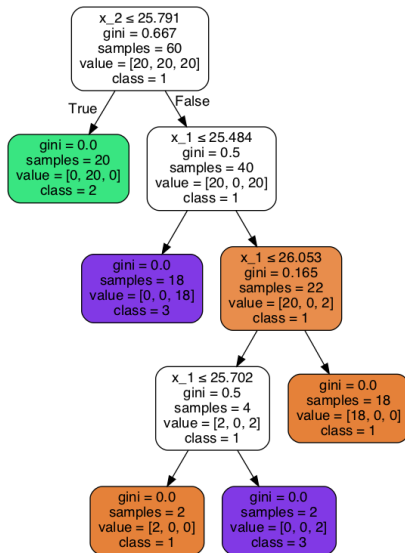 x_2 ≤ 25.791
gini = 0.667
samples = 60
value = [20, 20, 20]
class = 1
True
False
gini = 0.0
samples = 20
value = [0, 20, 0]
class = 2
x_1 ≤ 25.484
gini = 0.5
samples = 40
value = [20, 0, 20]
class = 1
gini = 0.0
samples = 18
value = [0, 0, 18]
class = 3
x_1 ≤ 26.053
gini = 0.165
samples = 22
value = [20, 0, 2]
class = 1
x_1 ≤ 25.702
gini = 0.5
samples = 4
value = [2, 0, 2]
class = 1
gini = 0.0
samples = 18
value = [18, 0, 0]
class = 1
gini = 0.0
samples = 2
value = [2, 0, 0]
class = 1
gini = 0.0
samples = 2
value = [0, 0, 2]
class = 3